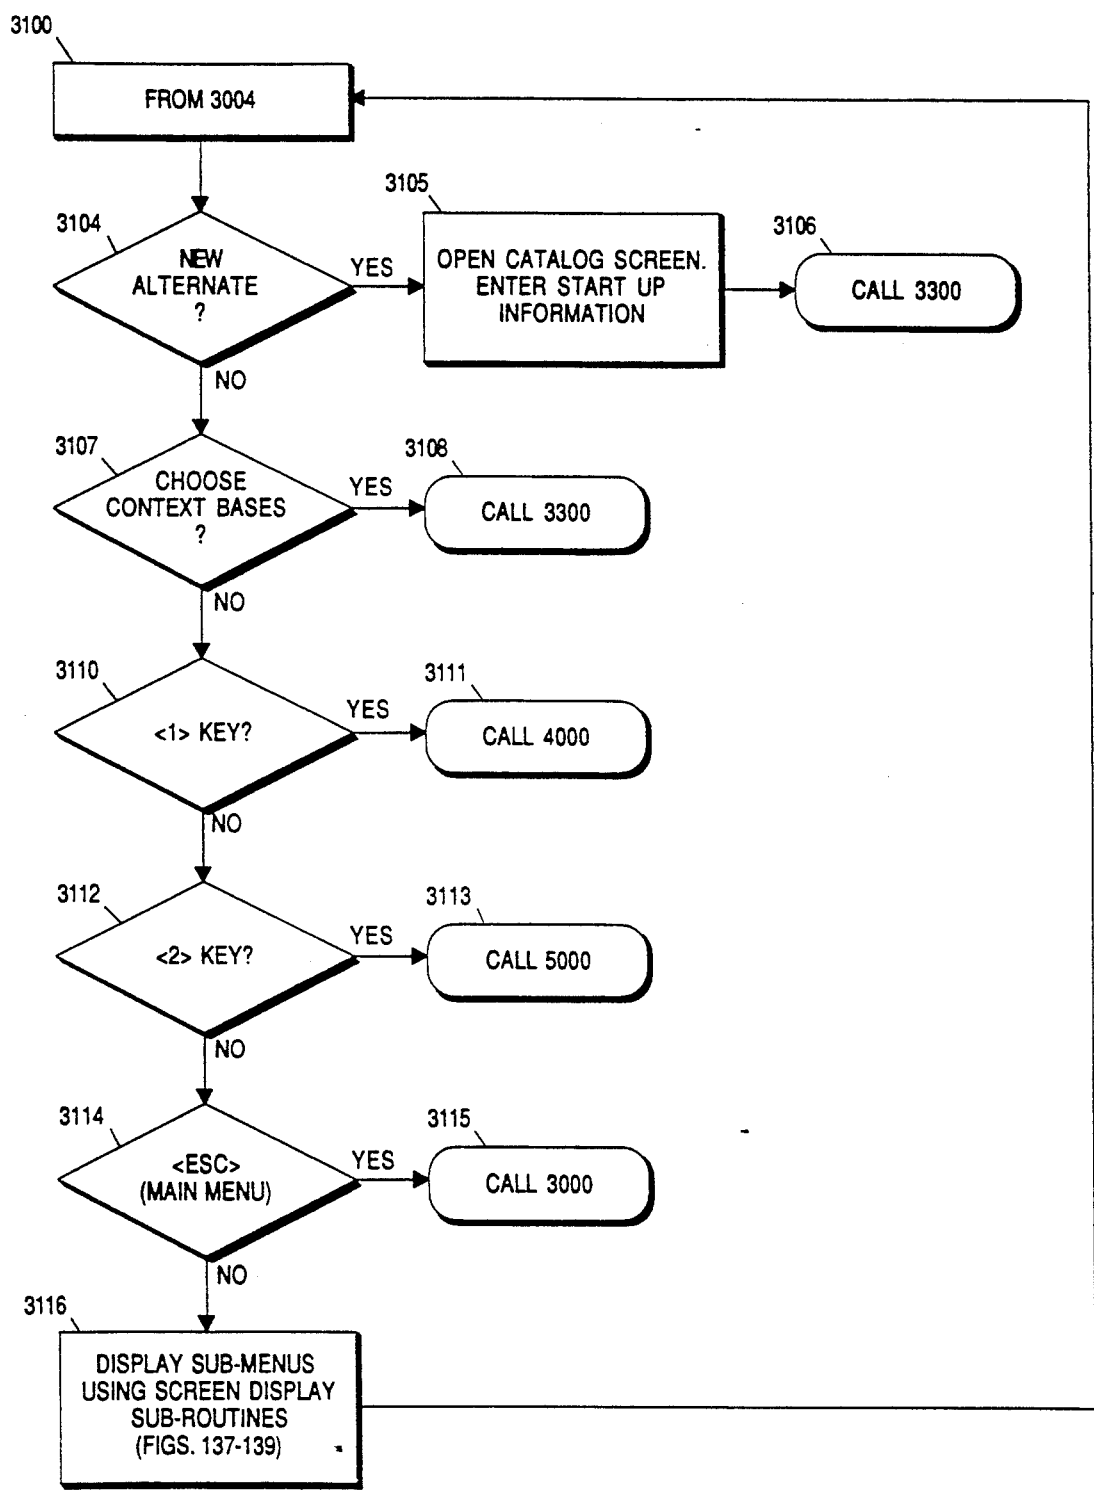 3100
FROM 3004
3104
NEW
ALTERNATE
?
YES
3105
OPEN CATALOG SCREEN.
ENTER START UP
INFORMATION
3106
CALL 3300
NO
3107
CHOOSE
CONTEXT BASES
?
YES
3108
CALL 3300
NO
3110
<1> KEY?
YES
3111
CALL 4000
NO
3112
<2> KEY?
YES
3113
CALL 5000
NO
3114
<ESC>
(MAIN MENU)
YES
3115
CALL 3000
NO
3116
DISPLAY SUB-MENUS
USING SCREEN DISPLAY
SUB-ROUTINES
(FIGS. 137-139)